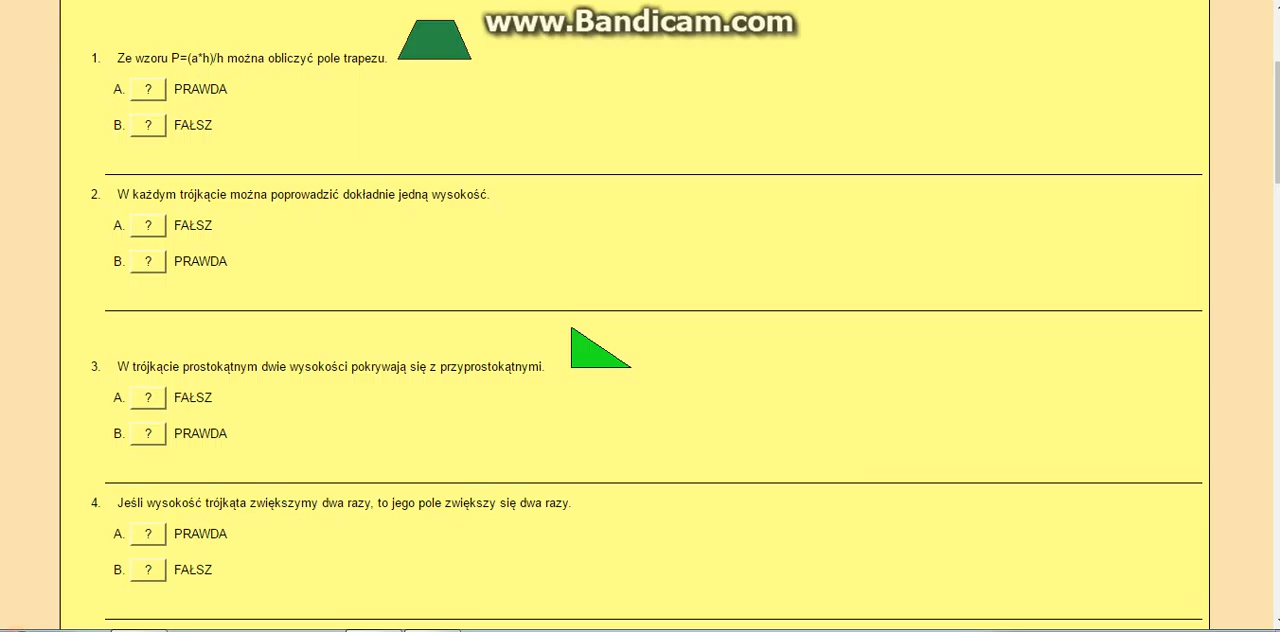 www.Bandicam.com
1. Ze wzoru P=(a*h)/h można obliczyć pole trapezu.
A. ? PRAWDA
B. ? FAŁSZ
2. W każdym trójkącie można poprowadzić dokładnie jedną wysokość.
A. ? FAŁSZ
B. ? PRAWDA
3. W trójkącie prostokątnym dwie wysokości pokrywają się z przyprostokątnymi.
A. ? FAŁSZ
B. ? PRAWDA
4. Jeśli wysokość trójkąta zwiększymy dwa razy, to jego pole zwiększy się dwa razy.
A. ? PRAWDA
B. ? FAŁSZ